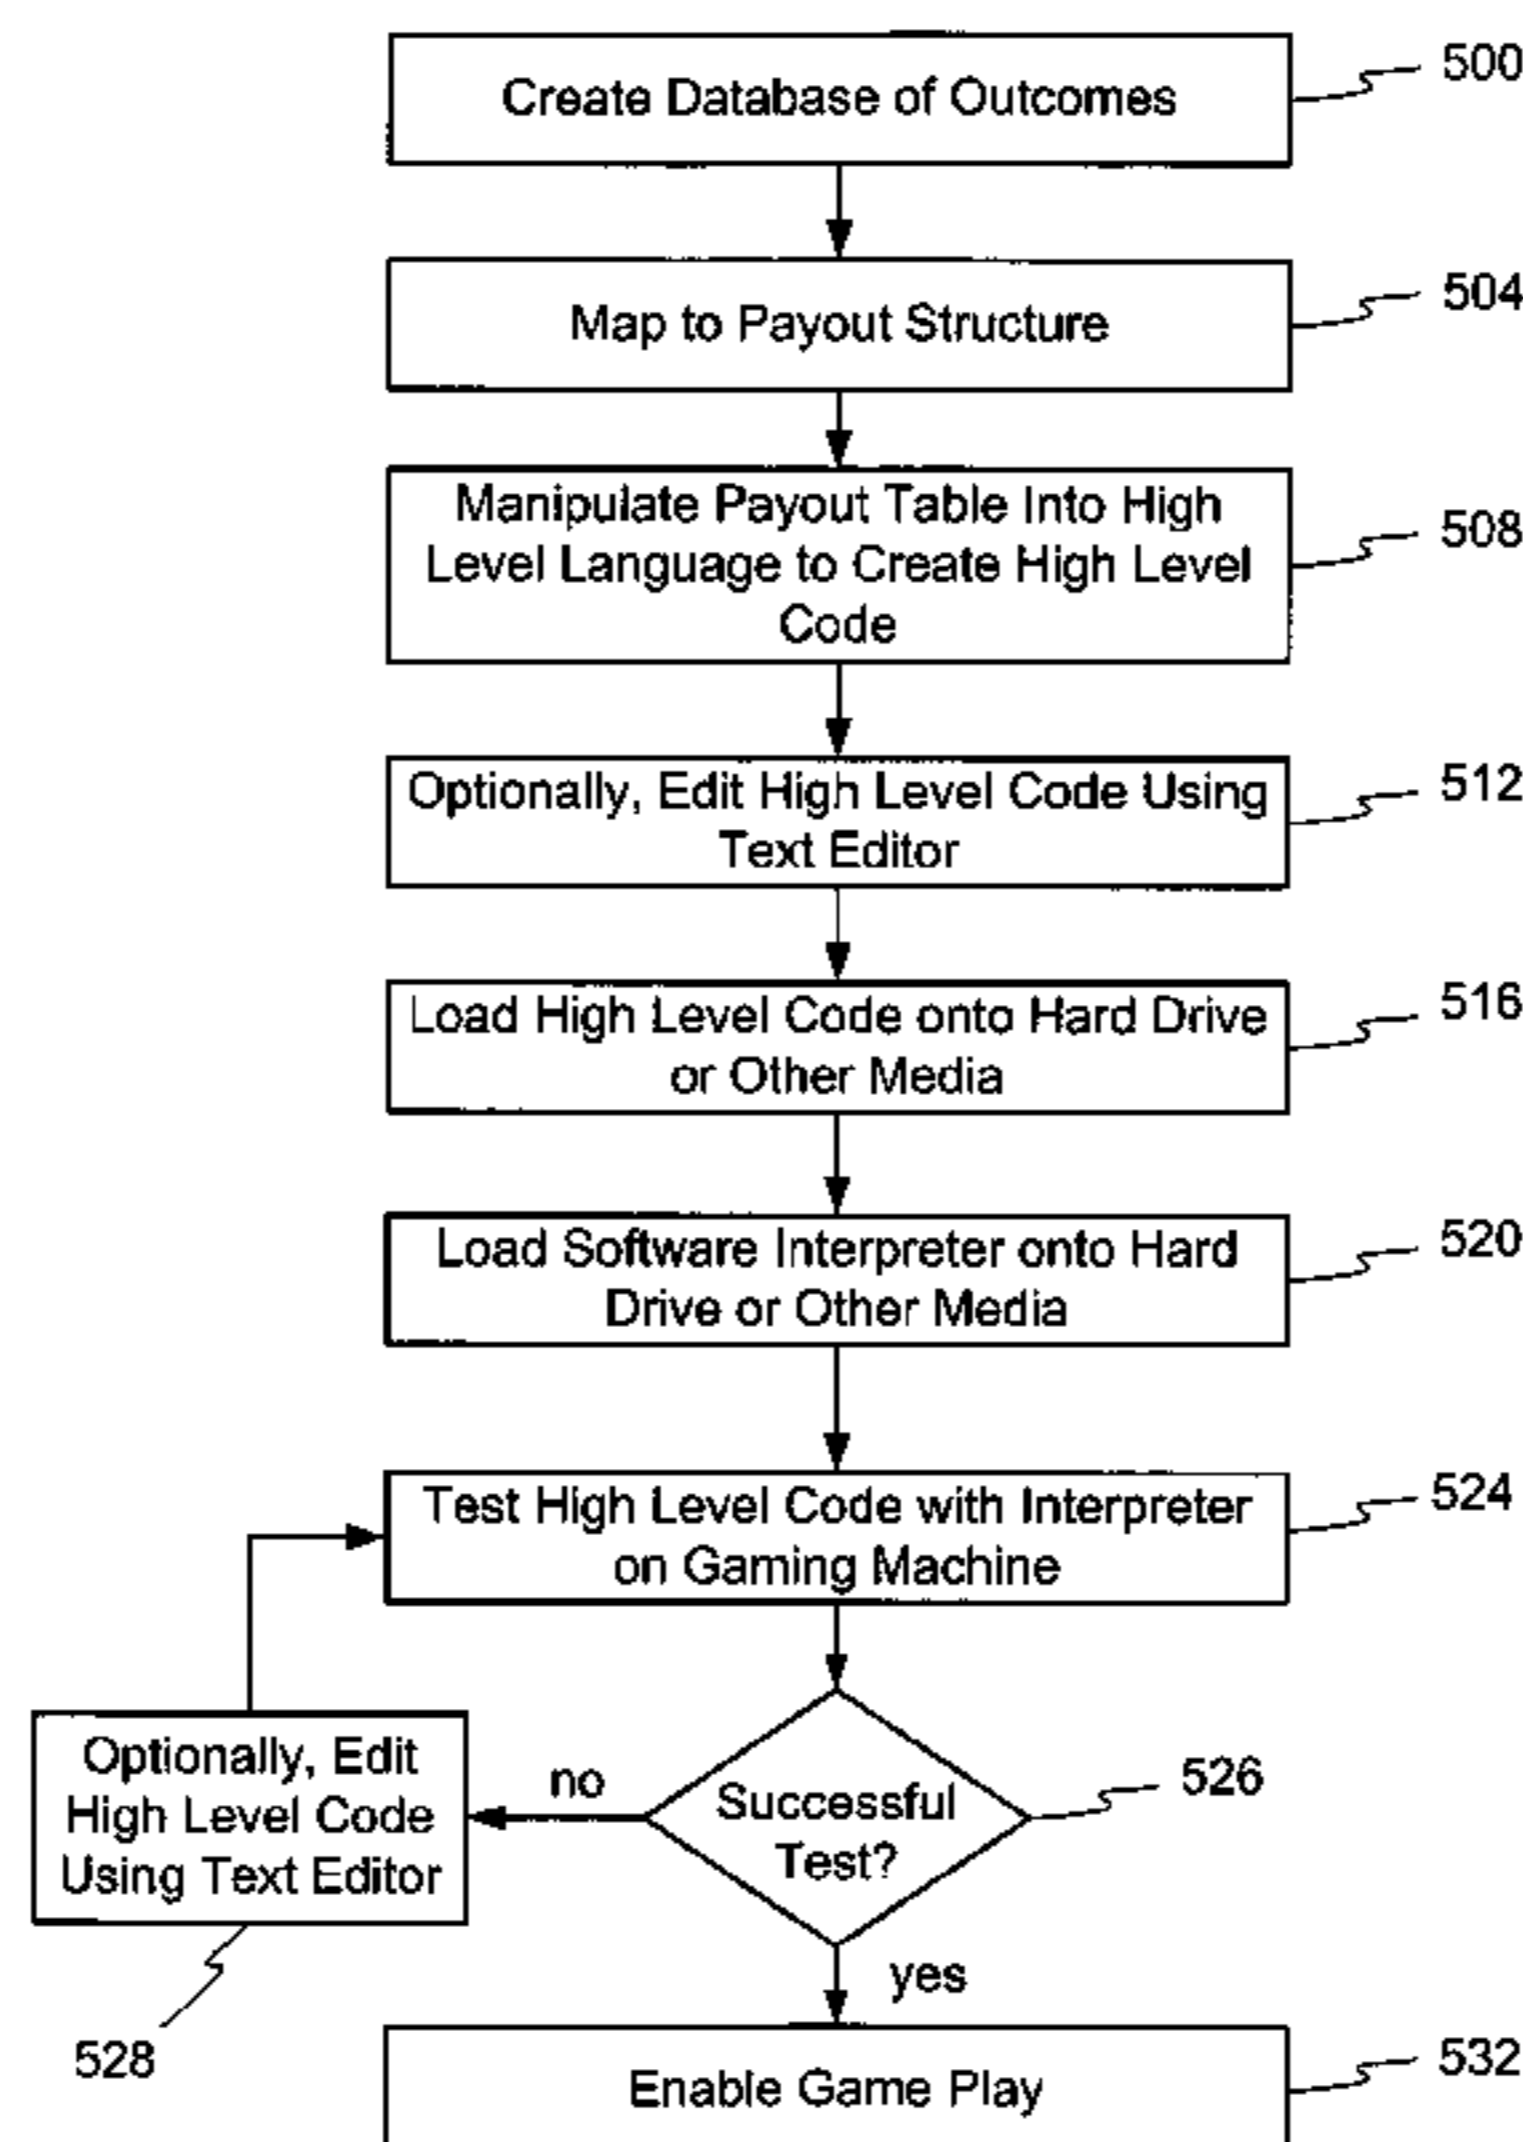 Create Database of Outcomes
500
Map to Payout Structure
504
Manipulate Payout Table Into High
Level Language to Create High Level
Code
508
Optionally, Edit High Level Code Using
Text Editor
512
Load High Level Code onto Hard Drive
or Other Media
516
Load Software Interpreter onto Hard
Drive or Other Media
520
Test High Level Code with Interpreter
on Gaming Machine
524
Successful
Test?
526
no
Optionally, Edit
High Level Code
Using Text Editor
528
yes
Enable Game Play
532